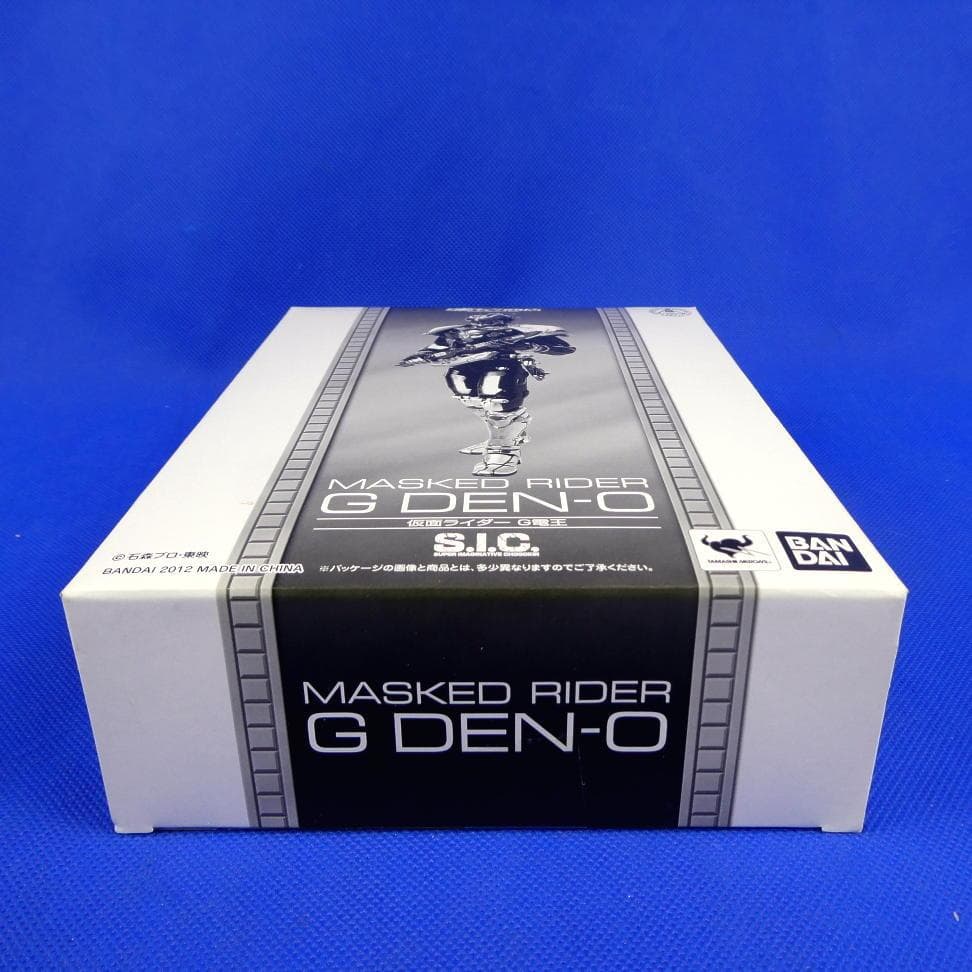 MASKED RIDER
G DEN-O
仮面ライダー G電王
S.I.C.
SUPER IMAGINATIVE CHOGOKIN
※パッケージの画像と商品とは、多少異なりますのでご了承ください。
©石森プロ・東映
BANDAI 2012 MADE IN CHINA
TAMASHII NATIONS
BAN
DAI
MASKED RIDER
G DEN-O